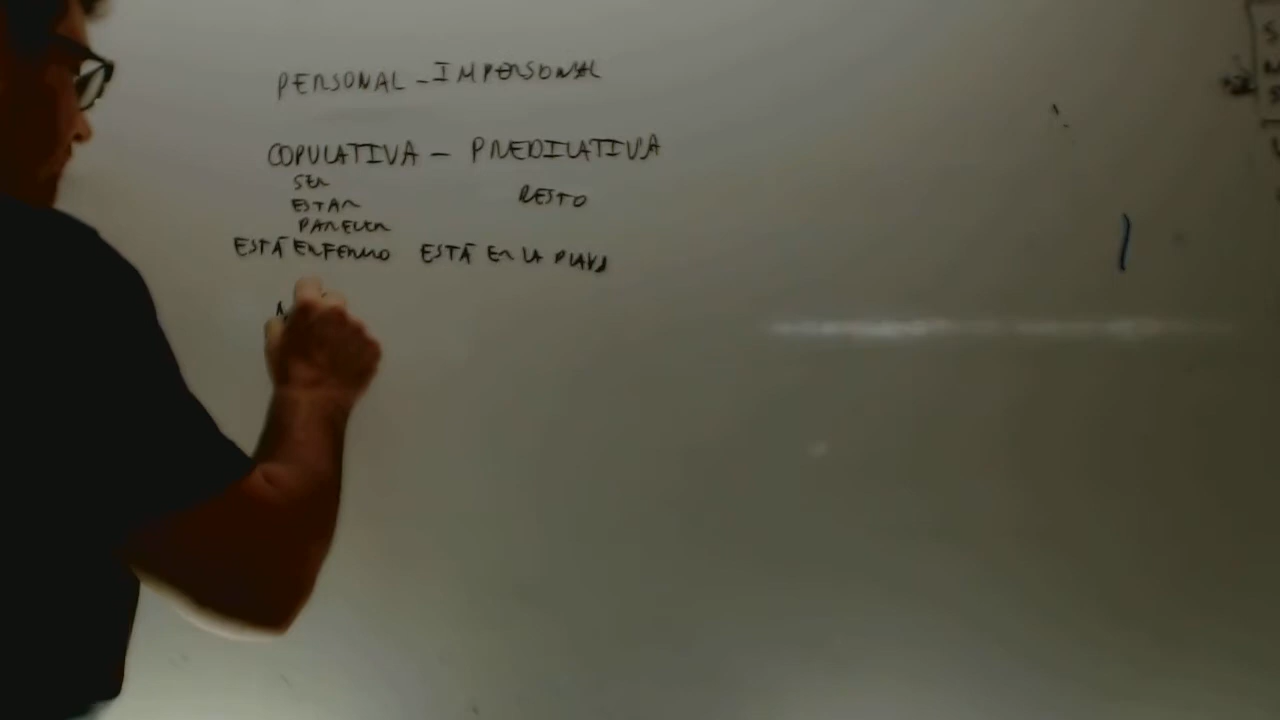 PERSONAL - IMPERSONAL
COPULATIVA - PREDICATIVA
SER
ESTAR RESTO
PARECER
ESTÁ ENFERMO ESTÁ EN LA PLAYA